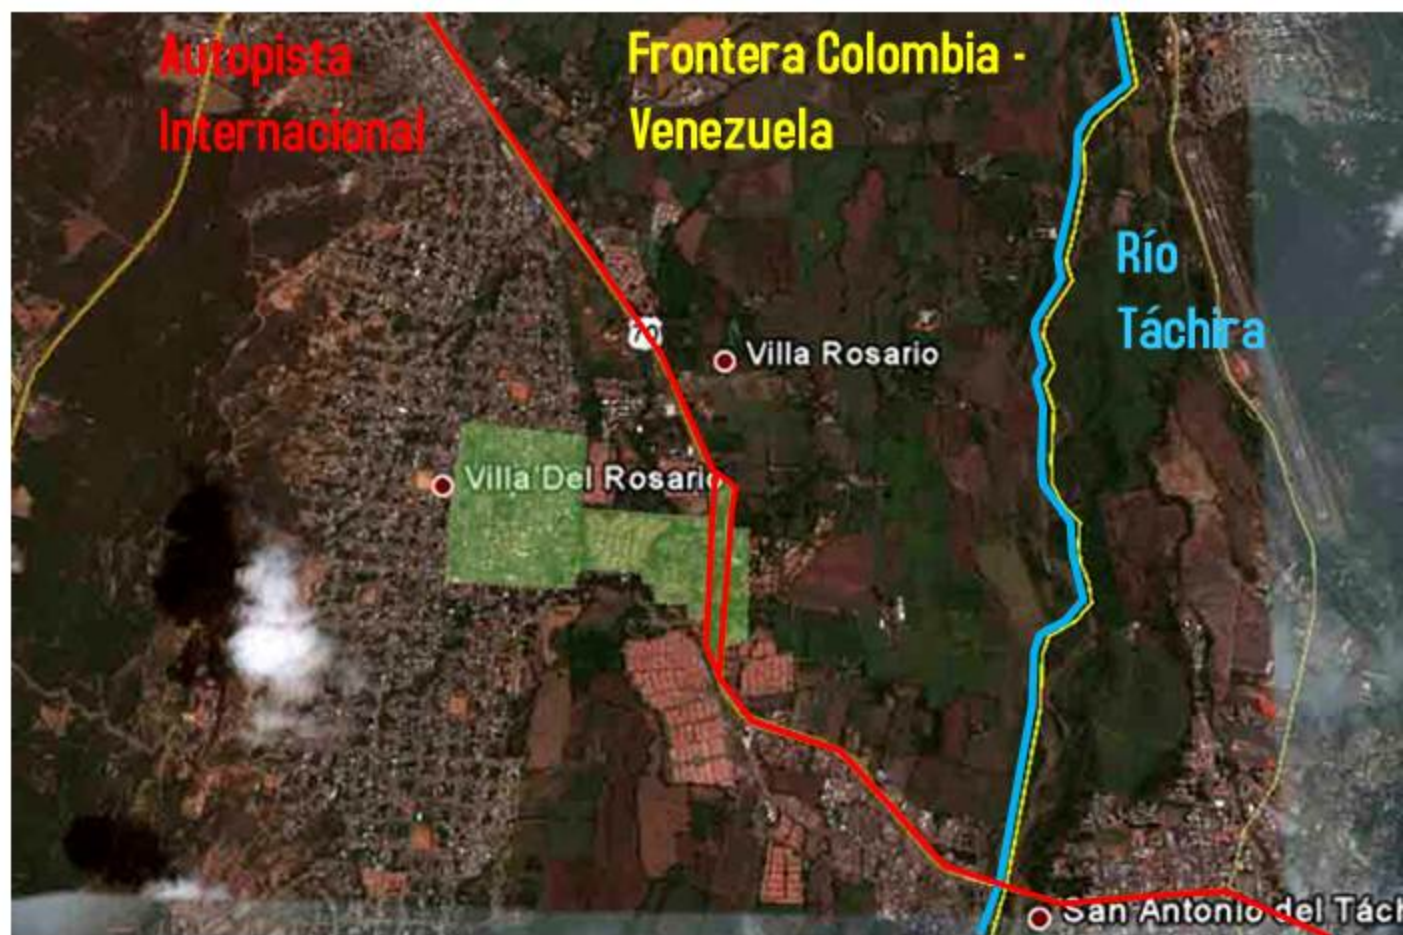 Autopista
Internacional
Frontera Colombia -
Venezuela
Río
Táchira
70
Villa Rosario
Villa Del Rosario
San Antonio del Tách